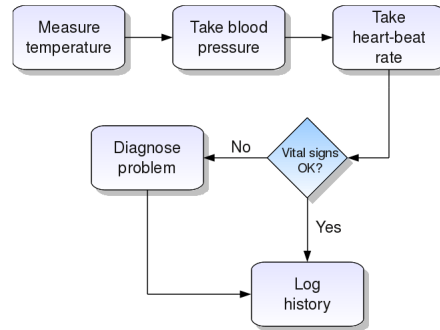 Measure
temperature
Take blood
pressure
Take
heart-beat
rate
Vital signs
OK?
No
Diagnose
problem
Yes
Log
history